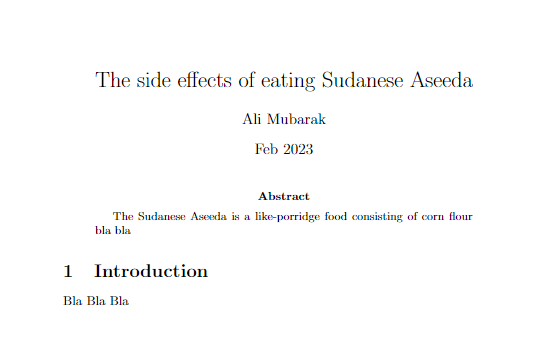 The side effects of eating Sudanese Aseeda
Ali Mubarak
Feb 2023
Abstract
The Sudanese Aseeda is a like-porridge food consisting of corn flour
bla bla
1 Introduction
Bla Bla Bla